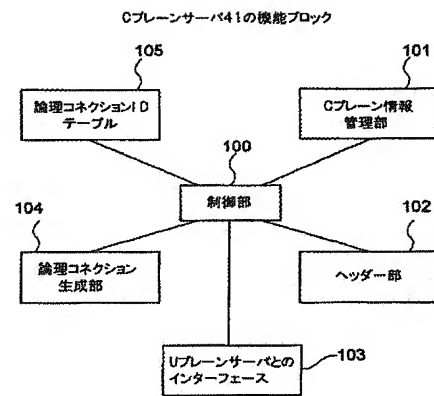 Cプレーンサーバ41の機能ブロック
105
論理コネクションID
テーブル
101
Cプレーン情報
管理部
100
制御部
104
論理コネクション
生成部
102
ヘッダー部
Uプレーンサーバとの
インターフェース
103